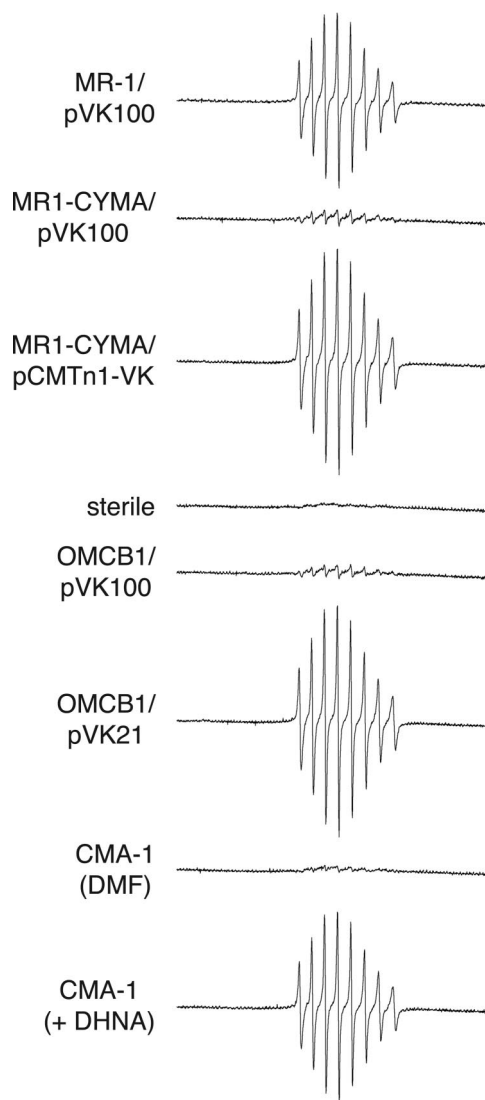 MR-1/
pVK100
MR1-CYMA/
pVK100
MR1-CYMA/
pCMTn1-VK
sterile
OMCB1/
pVK100
OMCB1/
pVK21
CMA-1
(DMF)
CMA-1
(+ DHNA)